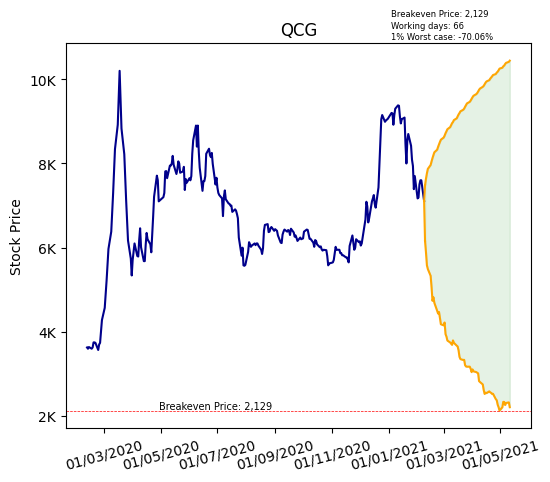 Breakeven Price: 2,129
Working days: 66
1% Worst case: -70.06%
QCG
Stock Price
10K
8K
6K
4K
2K
Breakeven Price: 2,129
01/03/2020 01/05/2020 01/07/2020 01/09/2020 01/11/2020 01/01/2021 01/03/2021 01/05/2021